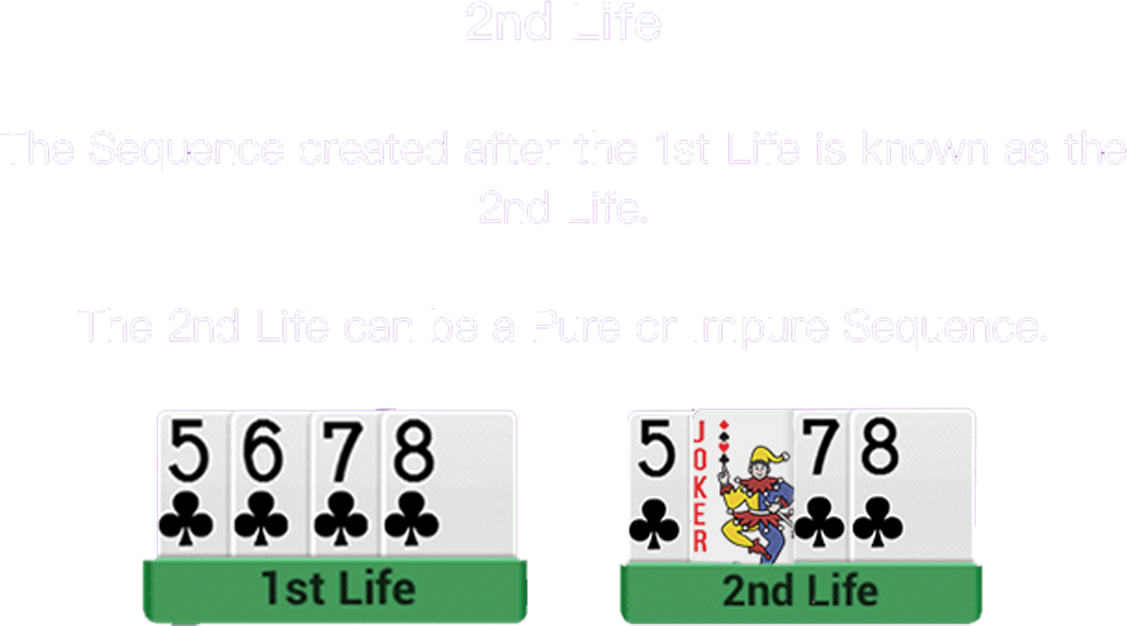 2nd Life
The Sequence created after the 1st Life is known as the
2nd Life.
The 2nd Life can be a Pure or Impure Sequence.
5 6 7 8
5 JOKER 7 8
1st Life
2nd Life